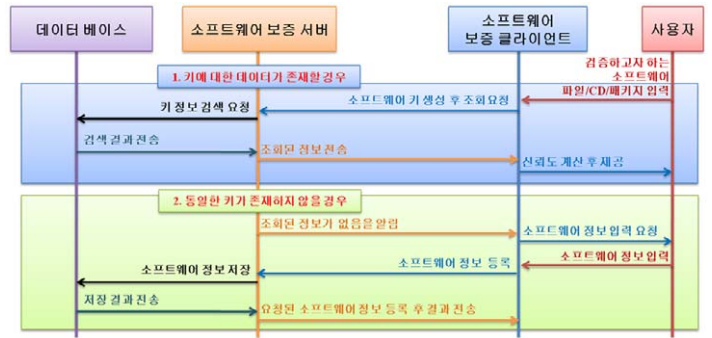 데이터 베이스
소프트웨어 보증 서버
소프트웨어
보증 클라이언트
사용자
1. 키에 대한 데이터가 존재할 경우
검증하고자 하는
소프트웨어
파일/CD/패키지 입력
소프트웨어 키 생성 후 조회요청
키 정보 검색 요청
검색 결과 전송
조회된 정보 전송
신뢰도 계산 후 제공
2. 동일한 키가 존재하지 않을 경우
조회된 정보가 없음을 알림
소프트웨어 정보 입력 요청
소프트웨어 정보 입력
소프트웨어 정보 등록
소프트웨어 정보 저장
저장 결과 전송
요청된 소프트웨어 정보 등록 후 결과 전송